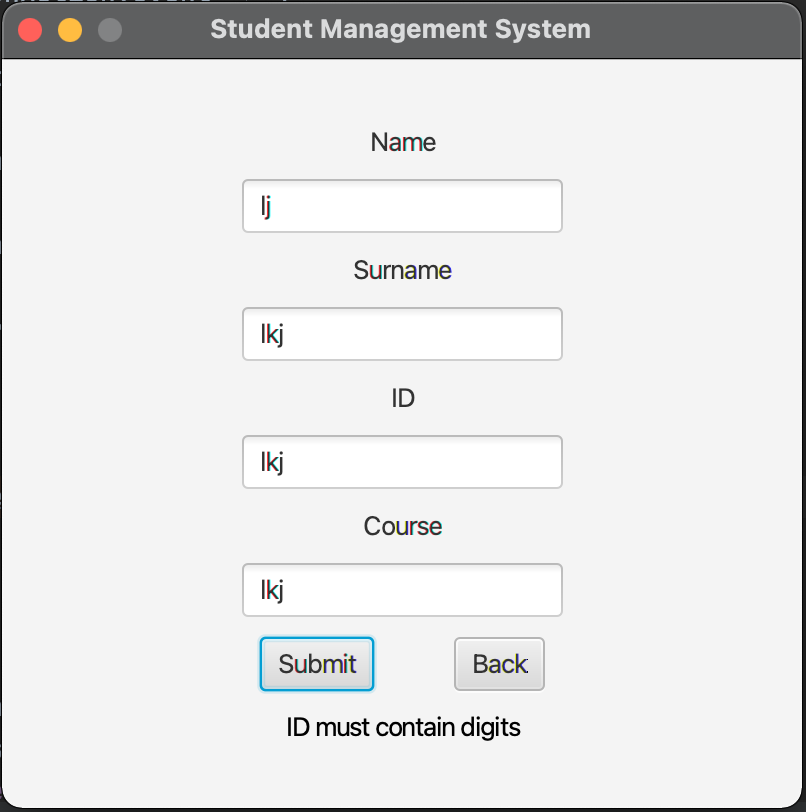 Student Management System
Name
lj
Surname
lkj
ID
lkj
Course
lkj
Submit Back
ID must contain digits